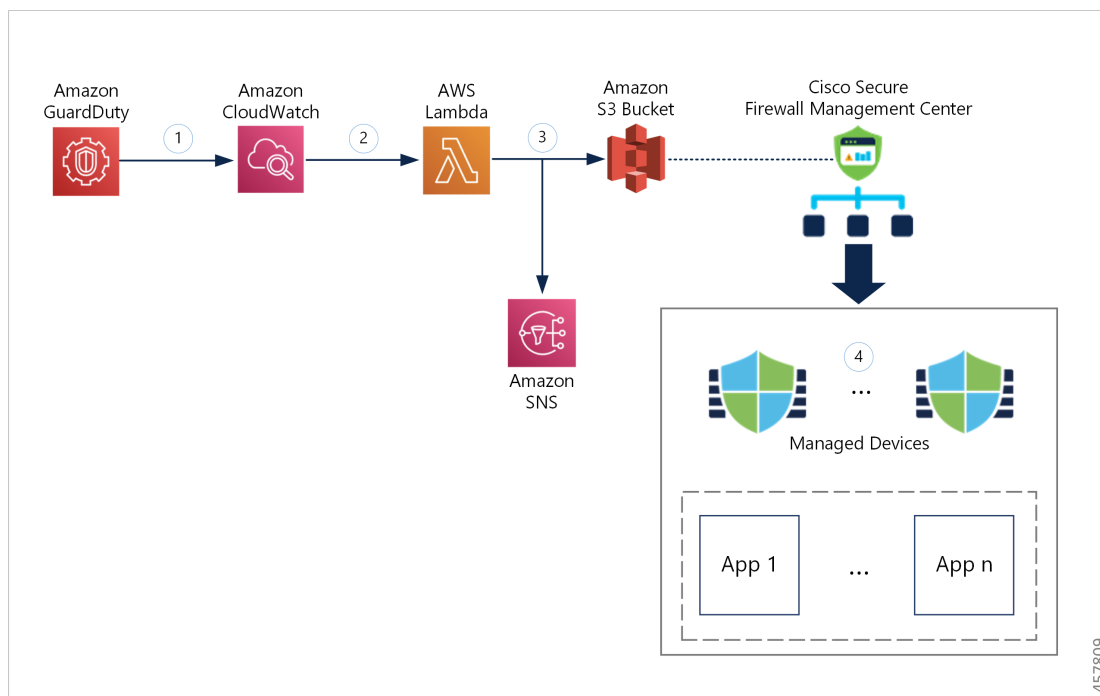 Amazon
GuardDuty
Amazon
CloudWatch
AWS
Lambda
Amazon
S3 Bucket
Cisco Secure
Firewall Management Center
1
2
3
Amazon
SNS
4
...
Managed Devices
App 1
...
App n
457809